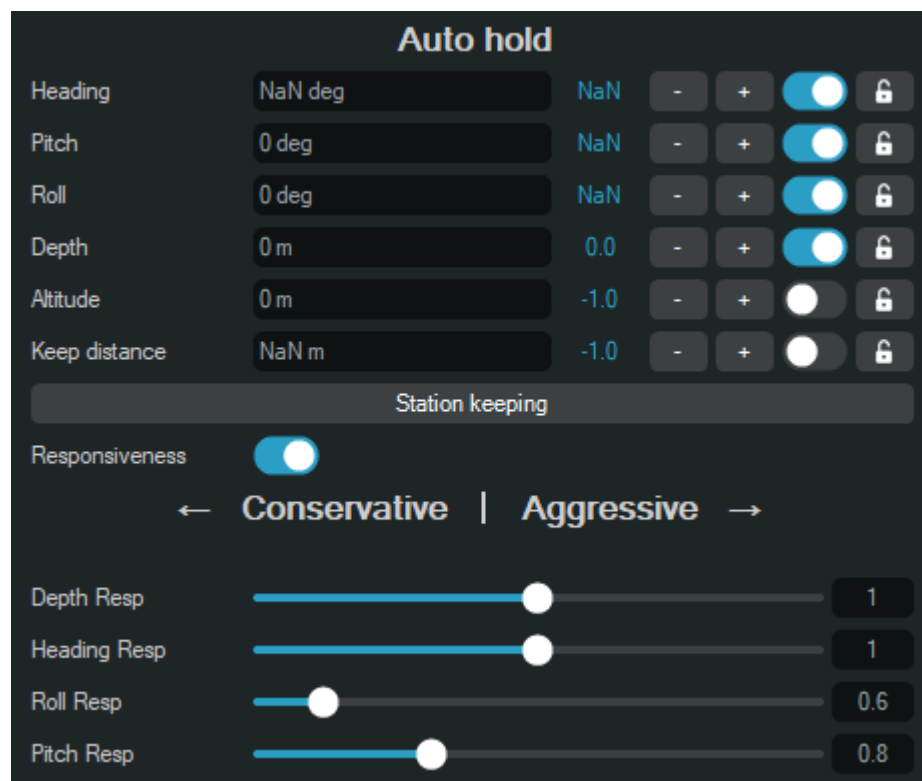 Auto hold
Heading NaN deg NaN - +
Pitch 0 deg NaN - +
Roll 0 deg NaN - +
Depth 0 m 0.0 - +
Altitude 0 m -1.0 - +
Keep distance NaN m -1.0 - +
Station keeping
Responsiveness
← Conservative | Aggressive →
Depth Resp 1
Heading Resp 1
Roll Resp 0.6
Pitch Resp 0.8